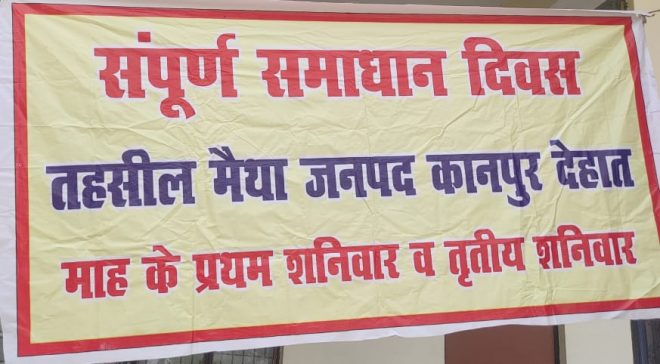 संपूर्ण समाधान दिवस
तहसील मैथा जनपद कानपुर देहात
माह के प्रथम शनिवार व तृतीय शनिवार